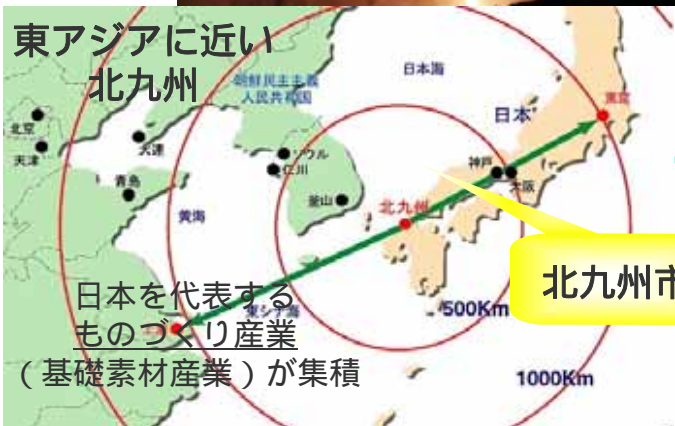 東アジアに近い
北九州
朝鮮民主主義
人民共和国
日本海
日本
東京
北京
天津
大連
ソウル
仁川
神戸
大阪
青島
釜山
黄海
北九州
北九州市
日本を代表する
東シナ海
ものづくり産業
(基礎素材産業)が集積
500Km
1000Km